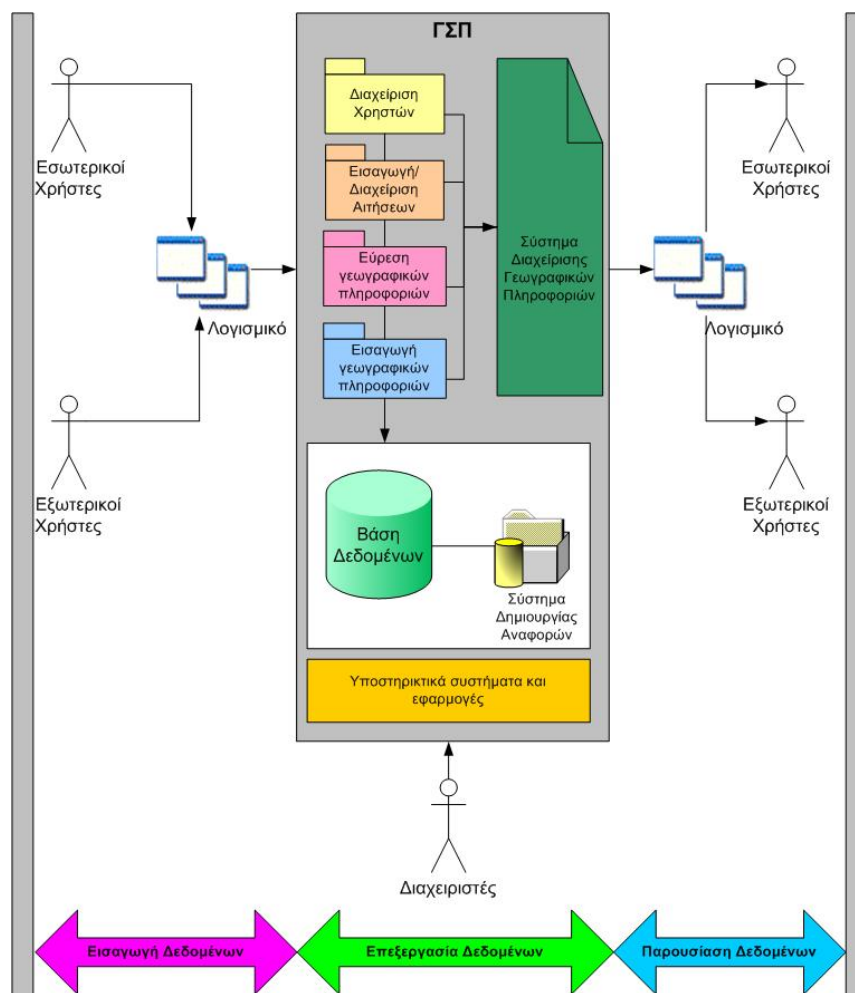 ΓΣΠ
Εσωτερικοί
Χρήστες
Λογισμικό
Εξωτερικοί
Χρήστες
Διαχείριση
Χρηστών
Εισαγωγή/
Διαχείριση
Αιτήσεων
Εύρεση
γεωγραφικών
πληροφοριών
Εισαγωγή
γεωγραφικών
πληροφοριών
Σύστημα
Διαχείρισης
Γεωγραφικών
Πληροφοριών
Βάση
Δεδομένων
Σύστημα
Δημιουργίας
Αναφορών
Υποστηρικτικά συστήματα και
εφαρμογές
Εσωτερικοί
Χρήστες
Λογισμικό
Εξωτερικοί
Χρήστες
Διαχειριστές
Εισαγωγή Δεδομένων
Επεξεργασία Δεδομένων
Παρουσίαση Δεδομένων